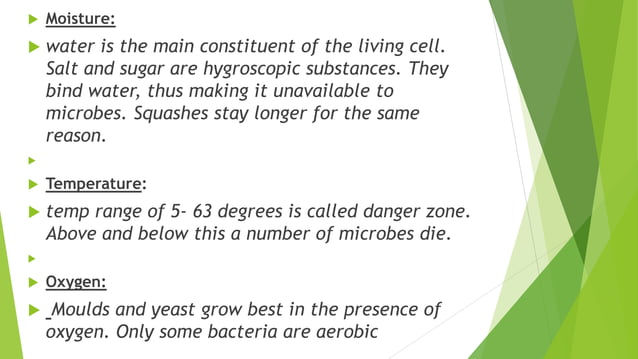 Moisture:
water is the main constituent of the living cell.
Salt and sugar are hygroscopic substances. They
bind water, thus making it unavailable to
microbes. Squashes stay longer for the same
reason.
Temperature:
temp range of 5- 63 degrees is called danger zone.
Above and below this a number of microbes die.
Oxygen:
Moulds and yeast grow best in the presence of
oxygen. Only some bacteria are aerobic